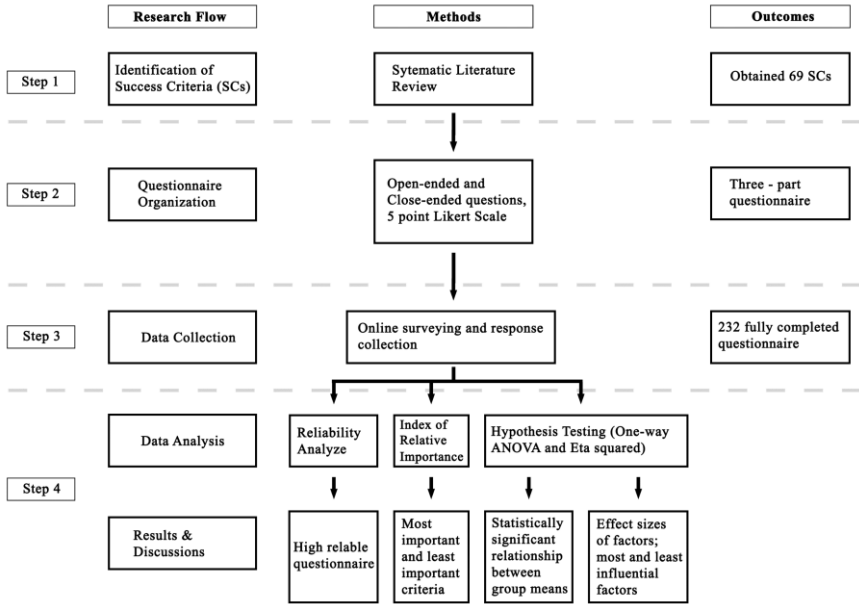 Research Flow
Methods
Outcomes
Step 1
Identification of
Success Criteria (SCs)
Sytematic Literature
Review
Obtained 69 SCs
Step 2
Questionnaire
Organization
Open-ended and
Close-ended questions,
5 point Likert Scale
Three - part
questionnaire
Step 3
Data Collection
Online surveying and response
collection
232 fully completed
questionnaire
Step 4
Data Analysis
Reliability
Analyze
Index of
Relative
Importance
Hypothesis Testing (One-way
ANOVA and Eta squared)
Results &
Discussions
High relable
questionnaire
Most
important
and least
important
criteria
Statistically
significant
relationship
between
group means
Effect sizes
of factors;
most and least
influential
factors